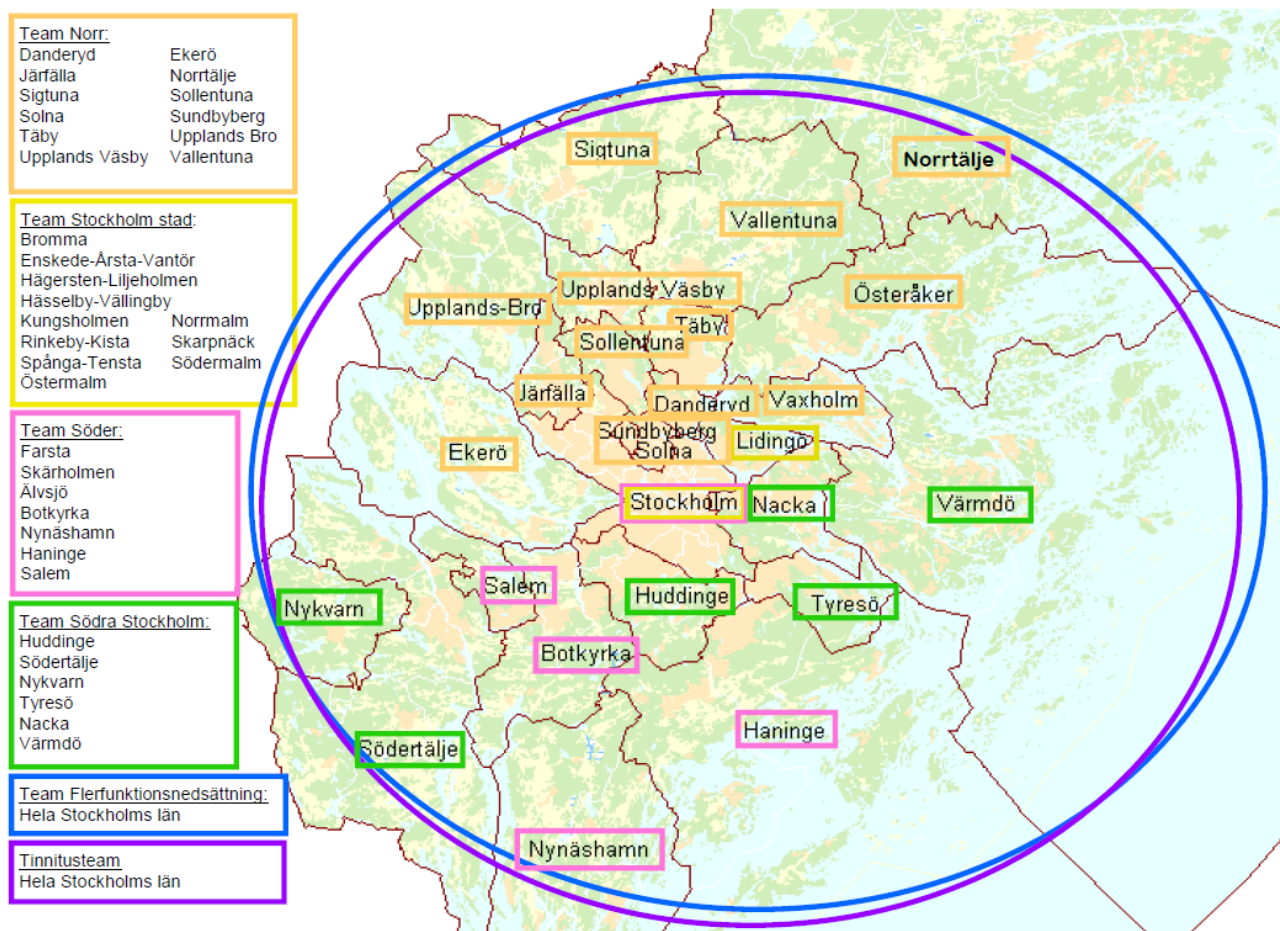 Team Norr:
Danderyd Ekerö
Järfälla Norrtälje
Sigtuna Sollentuna
Solna Sundbyberg
Täby Upplands Bro
Upplands Väsby Vallentuna
Team Stockholm stad:
Bromma
Enskede-Årsta-Vantör
Hägersten-Liljeholmen
Hässelby-Vällingby
Kungsholmen Norrmalm
Rinkeby-Kista Skarpnäck
Spånga-Tensta Södermalm
Östermalm
Team Söder:
Farsta
Skärholmen
Älvsjö
Botkyrka
Nynäshamn
Haninge
Salem
Team Södra Stockholm:
Huddinge
Södertälje
Nykvarn
Tyresö
Nacka
Värmdö
Team Flerfunktionsnedsättning:
Hela Stockholms län
Tinnitusteam
Hela Stockholms län
Sigtuna
Norrtälje
Vallentuna
Upplands Väsby
Österåker
Upplands-Bro
Täby
Sollentuna
Järfälla
Danderyd
Vaxholm
Sundbyberg
Solna
Lidingö
Ekerö
Stockholm
Nacka
Värmdö
Salem
Huddinge
Tyresö
Nykvarn
Botkyrka
Haninge
Södertälje
Nynäshamn